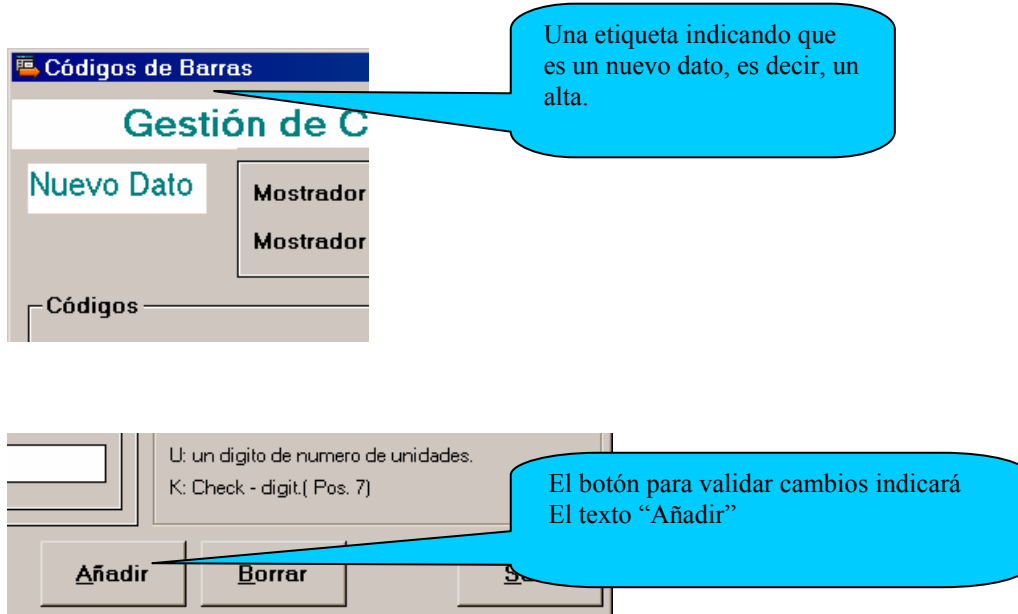 Una etiqueta indicando que
es un nuevo dato, es decir, un
alta.
Códigos de Barras
Gestión de C
Nuevo Dato
Mostrador
Mostrador
Códigos
U: un digito de numero de unidades.
K: Check - digit.( Pos. 7)
El botón para validar cambios indicará
El texto “Añadir”
Añadir
Borrar